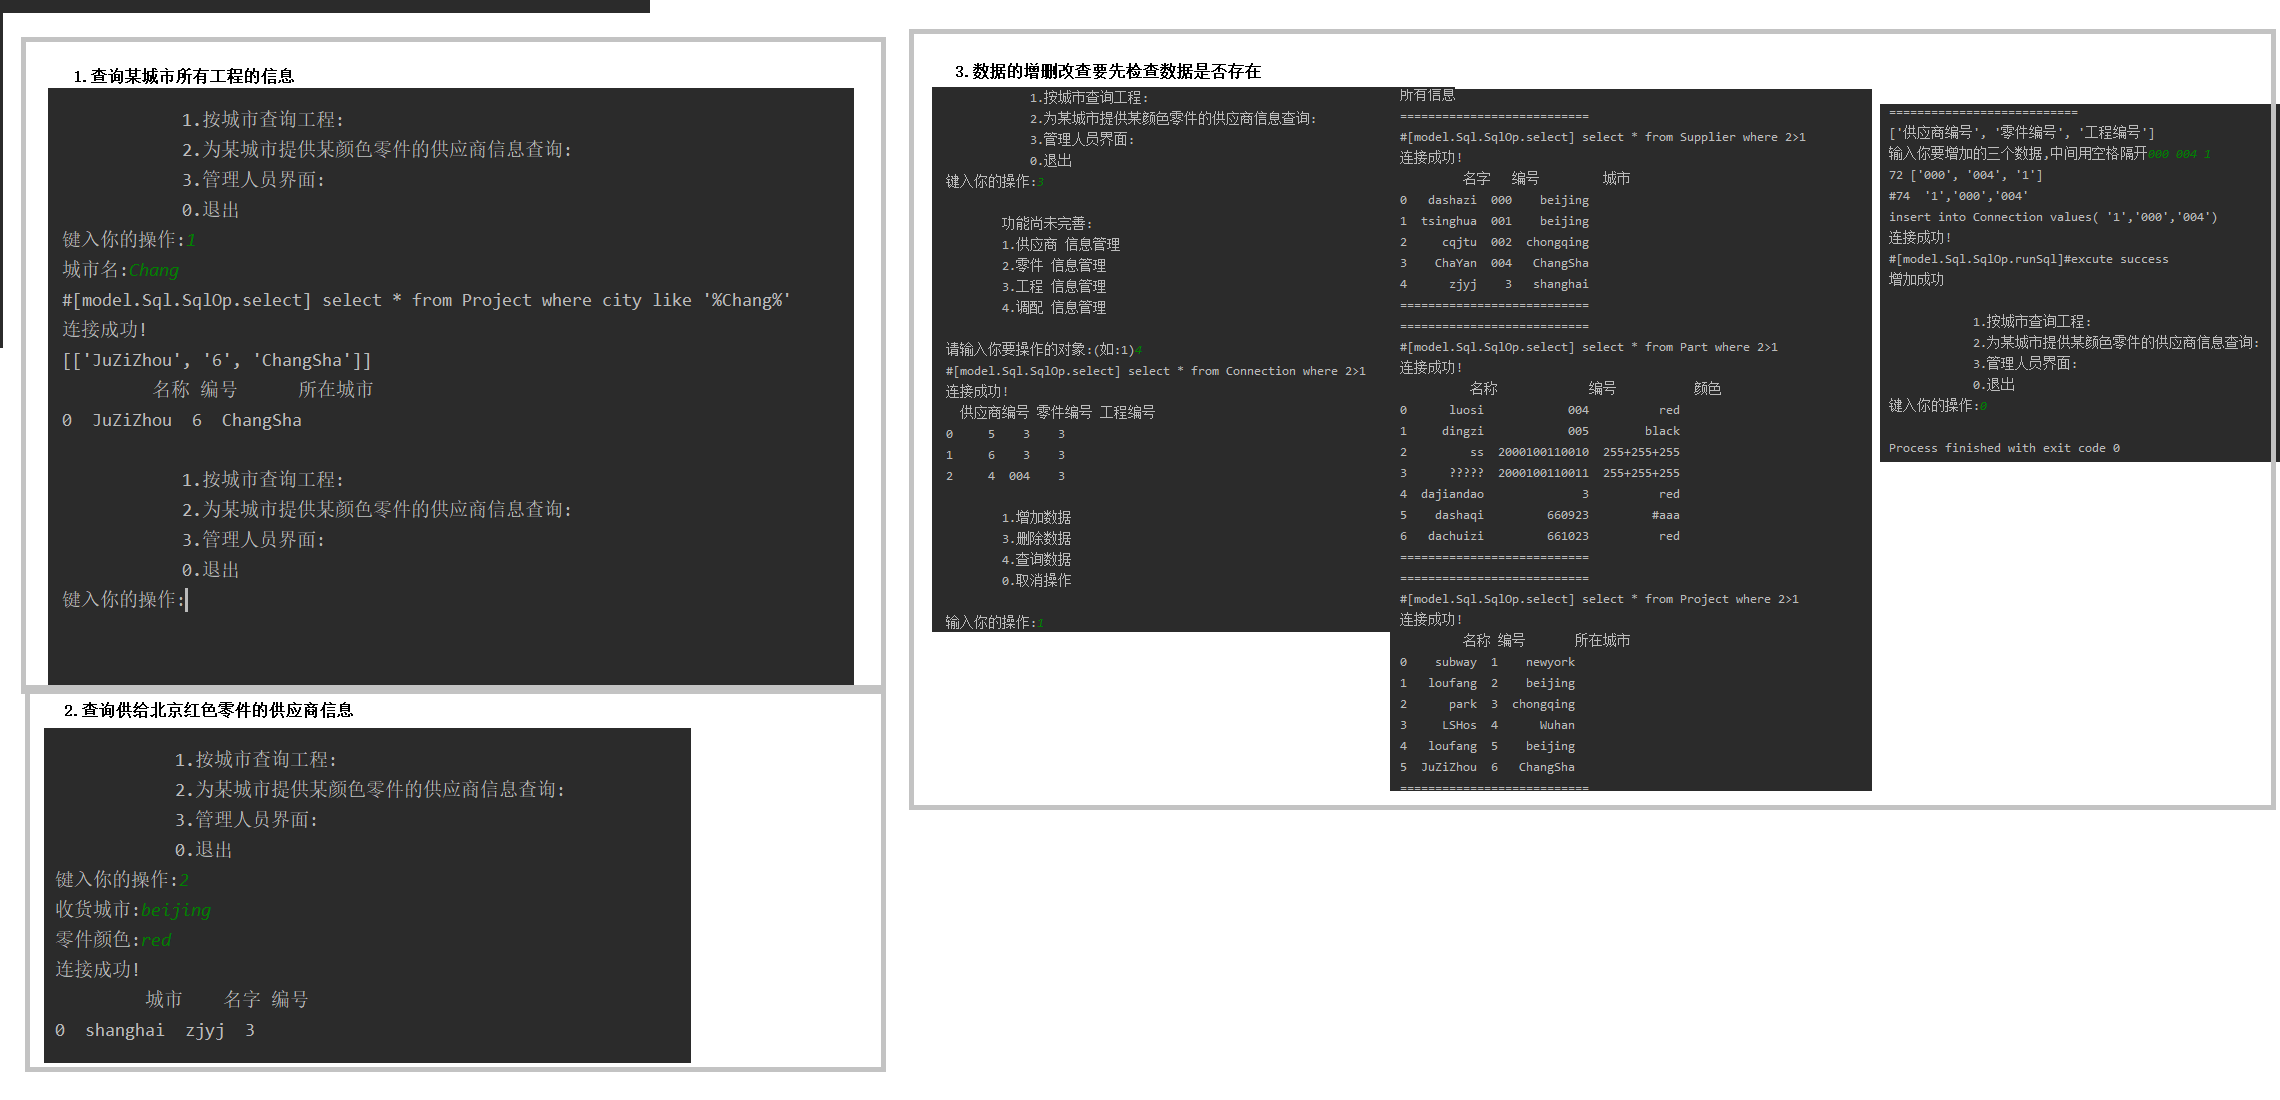 1.查询某城市所有工程的信息
1.按城市查询工程:
2.为某城市提供某颜色零件的供应商信息查询:
3.管理人员界面:
0.退出
键入你的操作:1
城市名:Chang
#[model.Sql.SqlOp.select] select * from Project where city like '%Chang%'
连接成功!
[['JuZiZhou', '6', 'ChangSha']]
名称 编号 所在城市
0 JuZiZhou 6 ChangSha
1.按城市查询工程:
2.为某城市提供某颜色零件的供应商信息查询:
3.管理人员界面:
0.退出
键入你的操作:
2.查询供给北京红色零件的供应商信息
1.按城市查询工程:
2.为某城市提供某颜色零件的供应商信息查询:
3.管理人员界面:
0.退出
键入你的操作:2
收货城市:beijing
零件颜色:red
连接成功!
城市 名字 编号
0 shanghai zjyj 3
3.数据的增删改查要先检查数据是否存在
1.按城市查询工程:
2.为某城市提供某颜色零件的供应商信息查询:
3.管理人员界面:
0.退出
键入你的操作:3
功能尚未完善:
1.供应商 信息管理
2.零件 信息管理
3.工程 信息管理
4.调配 信息管理
请输入你要操作的对象:(如:1)4
#[model.Sql.SqlOp.select] select * from Connection where 2>1
连接成功!
供应商编号 零件编号 工程编号
0 5 3 3
1 6 3 3
2 4 004 3
1.增加数据
3.删除数据
4.查询数据
0.取消操作
输入你的操作:1
所有信息
===========================
#[model.Sql.SqlOp.select] select * from Supplier where 2>1
连接成功!
名字 编号 城市
0 dashazi 000 beijing
1 tsinghua 001 beijing
2 cqjtu 002 chongqing
3 ChaYan 004 ChangSha
4 zjyj 3 shanghai
===========================
===========================
#[model.Sql.SqlOp.select] select * from Part where 2>1
连接成功!
名称 编号 颜色
0 luosi 004 red
1 dingzi 005 black
2 ss 2000100110010 255+255+255
3 ????? 2000100110011 255+255+255
4 dajiandao 3 red
5 dashaqi 660923 #aaa
6 dachuizi 661023 red
===========================
===========================
#[model.Sql.SqlOp.select] select * from Project where 2>1
连接成功!
名称 编号 所在城市
0 subway 1 newyork
1 loufang 2 beijing
2 park 3 chongqing
3 LSHos 4 Wuhan
4 loufang 5 beijing
5 JuZiZhou 6 ChangSha
===========================
===========================
['供应商编号', '零件编号', '工程编号']
输入你要增加的三个数据,中间用空格隔开000 004 1
72 ['000', '004', '1']
#74 '1','000','004'
insert into Connection values( '1','000','004')
连接成功!
#[model.Sql.SqlOp.runSql]#excute success
增加成功
1.按城市查询工程:
2.为某城市提供某颜色零件的供应商信息查询:
3.管理人员界面:
0.退出
键入你的操作:0
Process finished with exit code 0